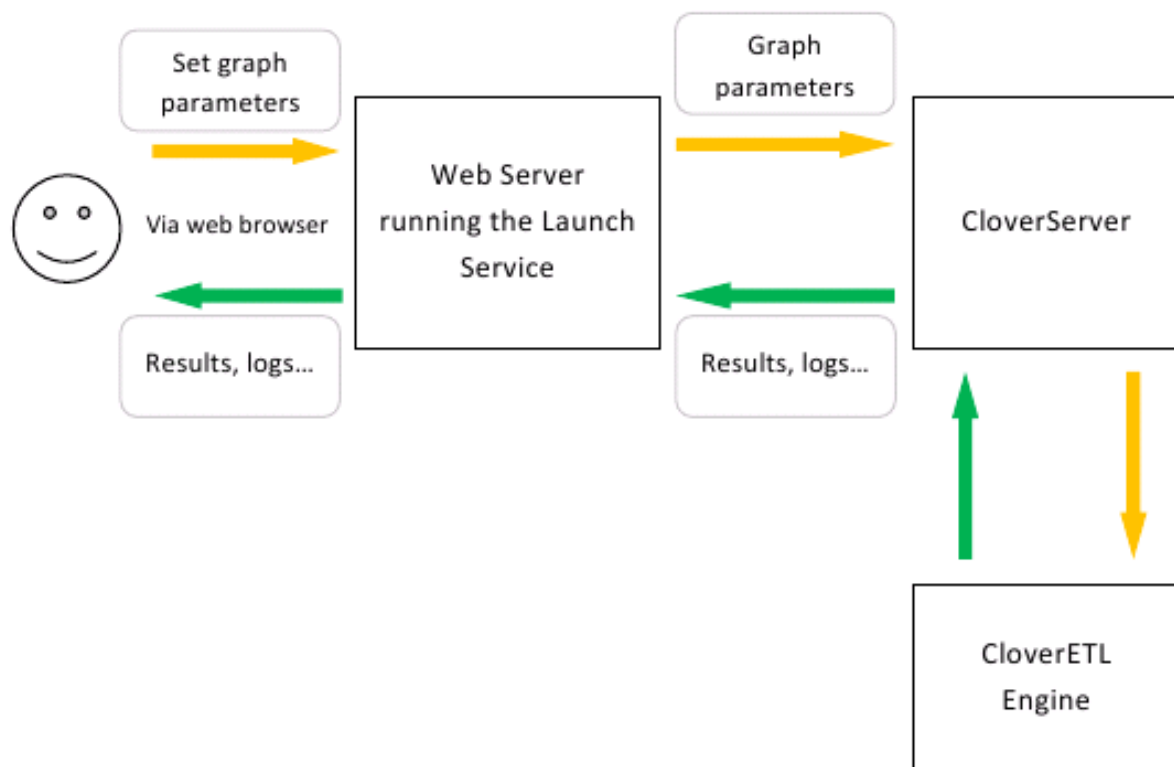 Set graph
parameters
Graph
parameters
Via web browser
Web Server
running the Launch
Service
CloverServer
Results, logs…
Results, logs…
CloverETL
Engine